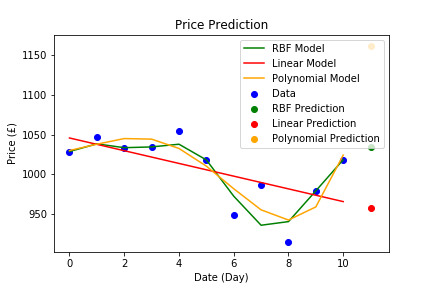 Price Prediction
Price (£)
1150
1100
1050
1000
950
0
2
4
6
8
10
Date (Day)
RBF Model
Linear Model
Polynomial Model
Data
RBF Prediction
Linear Prediction
Polynomial Prediction